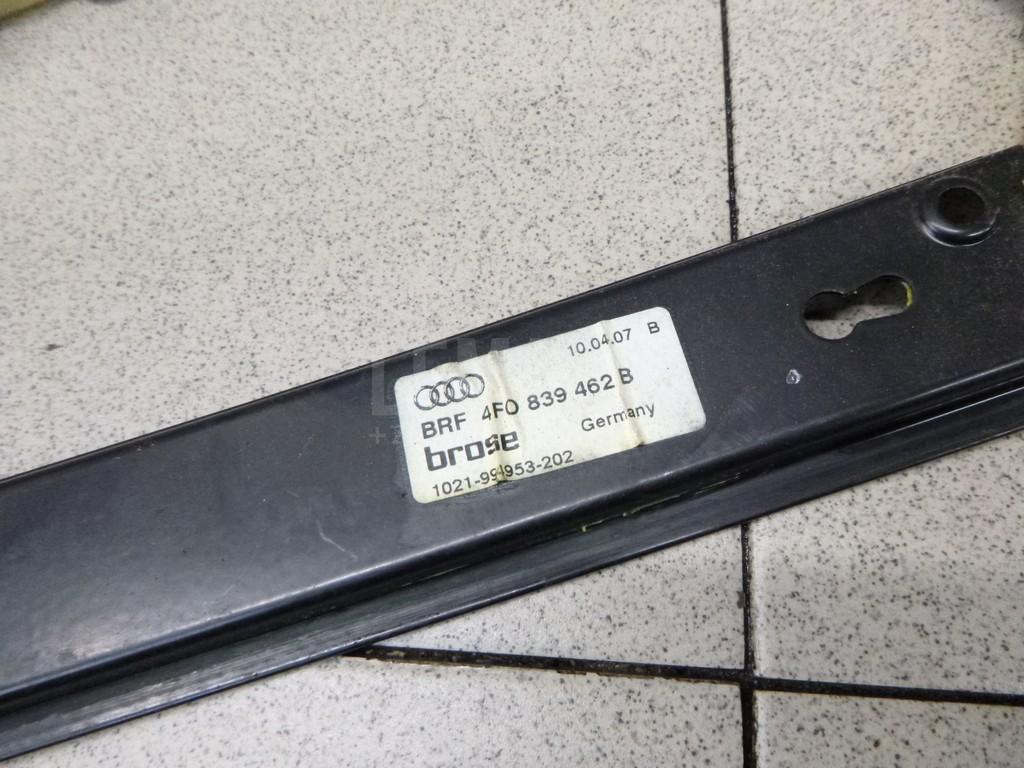 10.04.07 B
BRF 4F0 839 462 B
brose Germany
1021-99953-202